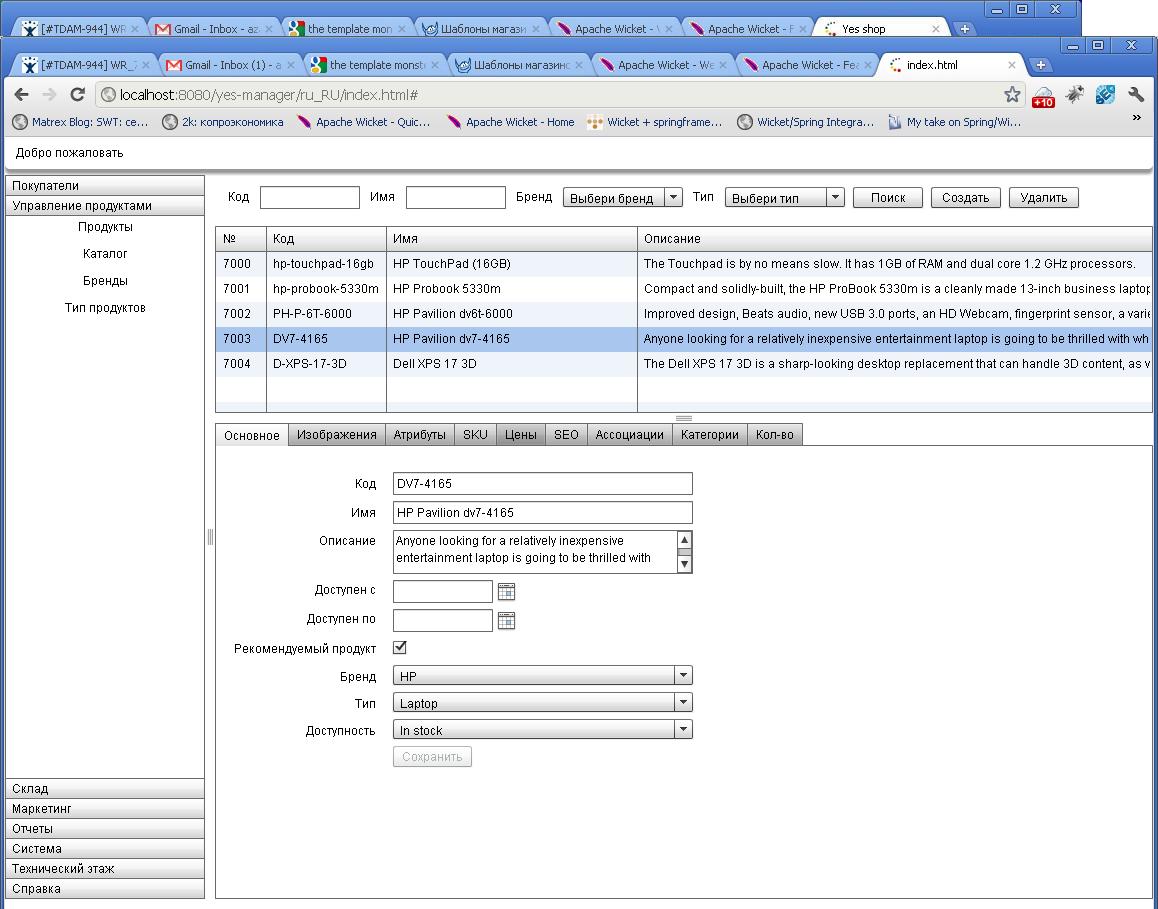 [#TDAM-944] WR_ Gmail - Inbox - aza the template mon Шаблоны магази Apache Wicket - V Apache Wicket - F Yes shop
[#TDAM-944] WR_7 Gmail - Inbox (1) - a the template monste Шаблоны магазинс Apache Wicket - We Apache Wicket - Fea index.html
localhost:8080/yes-manager/ru_RU/index.html#
+10
Matrex Blog: SWT: ce... 2k: копроэкономика Apache Wicket - Quic... Apache Wicket - Home Wicket + springframe... Wicket/Spring Integra... My take on Spring/Wi... »
Добро пожаловать
Покупатели
Управление продуктами
Продукты
Каталог
Бренды
Тип продуктов
Склад
Маркетинг
Отчеты
Система
Технический этаж
Справка
Код Имя Бренд Выбери бренд Тип Выбери тип Поиск Создать Удалить
№ Код Имя Описание
7000 hp-touchpad-16gb HP TouchPad (16GB) The Touchpad is by no means slow. It has 1GB of RAM and dual core 1.2 GHz processors.
7001 hp-probook-5330m HP Probook 5330m Compact and solidly-built, the HP ProBook 5330m is a cleanly made 13-inch business laptop
7002 PH-P-6T-6000 HP Pavilion dv6t-6000 Improved design, Beats audio, new USB 3.0 ports, an HD Webcam, fingerprint sensor, a varie
7003 DV7-4165 HP Pavilion dv7-4165 Anyone looking for a relatively inexpensive entertainment laptop is going to be thrilled with wh
7004 D-XPS-17-3D Dell XPS 17 3D The Dell XPS 17 3D is a sharp-looking desktop replacement that can handle 3D content, as v
Основное Изображения Атрибуты SKU Цены SEO Ассоциации Категории Кол-во
Код DV7-4165
Имя HP Pavilion dv7-4165
Описание Anyone looking for a relatively inexpensive
entertainment laptop is going to be thrilled with
Доступен с
Доступен по
Рекомендуемый продукт
Бренд HP
Тип Laptop
Доступность In stock
Сохранить